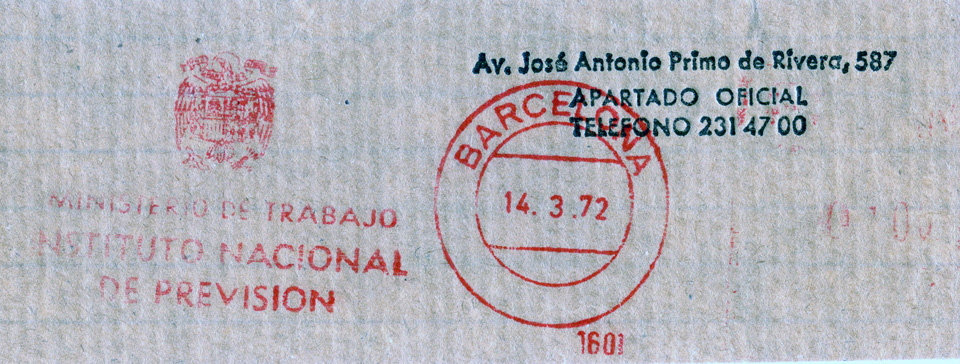 Av. José Antonio Primo de Rivera, 587
APARTADO OFICIAL
TELEFONO 231 47 00
MINISTERIO DE TRABAJO
INSTITUTO NACIONAL
DE PREVISION
BARCELONA
14. 3.72
1601